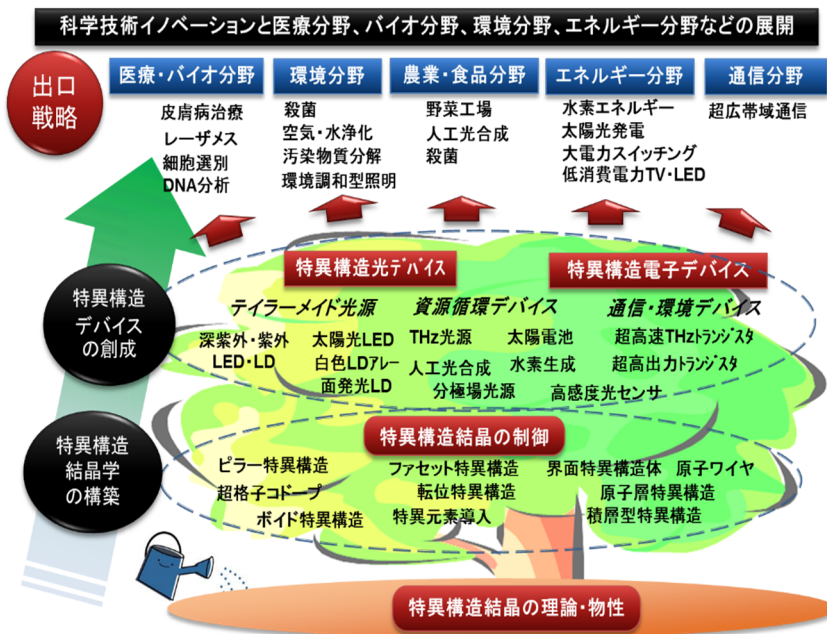 科学技術イノベーションと医療分野、バイオ分野、環境分野、エネルギー分野などの展開
出口
戦略
医療・バイオ分野
皮膚病治療
レーザメス
細胞選別
DNA分析
環境分野
殺菌
空気・水浄化
汚染物質分解
環境調和型照明
農業・食品分野
野菜工場
人工光合成
殺菌
エネルギー分野
水素エネルギー
太陽光発電
大電力スイッチング
低消費電力TV・LED
通信分野
超広帯域通信
特異構造
デバイス
の創成
特異構造光デバイス
特異構造電子デバイス
テイラーメイド光源
深紫外・紫外
LED・LD
太陽光LED
白色LDアレー
面発光LD
資源循環デバイス
THz光源
太陽電池
人工光合成
水素生成
分極場光源
通信・環境デバイス
超高速THzトランジスタ
超高出力トランジスタ
高感度光センサ
特異構造
結晶学
の構築
特異構造結晶の制御
ピラー特異構造
超格子コドープ
ボイド特異構造
ファセット特異構造
転位特異構造
特異元素導入
界面特異構造体
原子ワイヤ
原子層特異構造
積層型特異構造
特異構造結晶の理論・物性